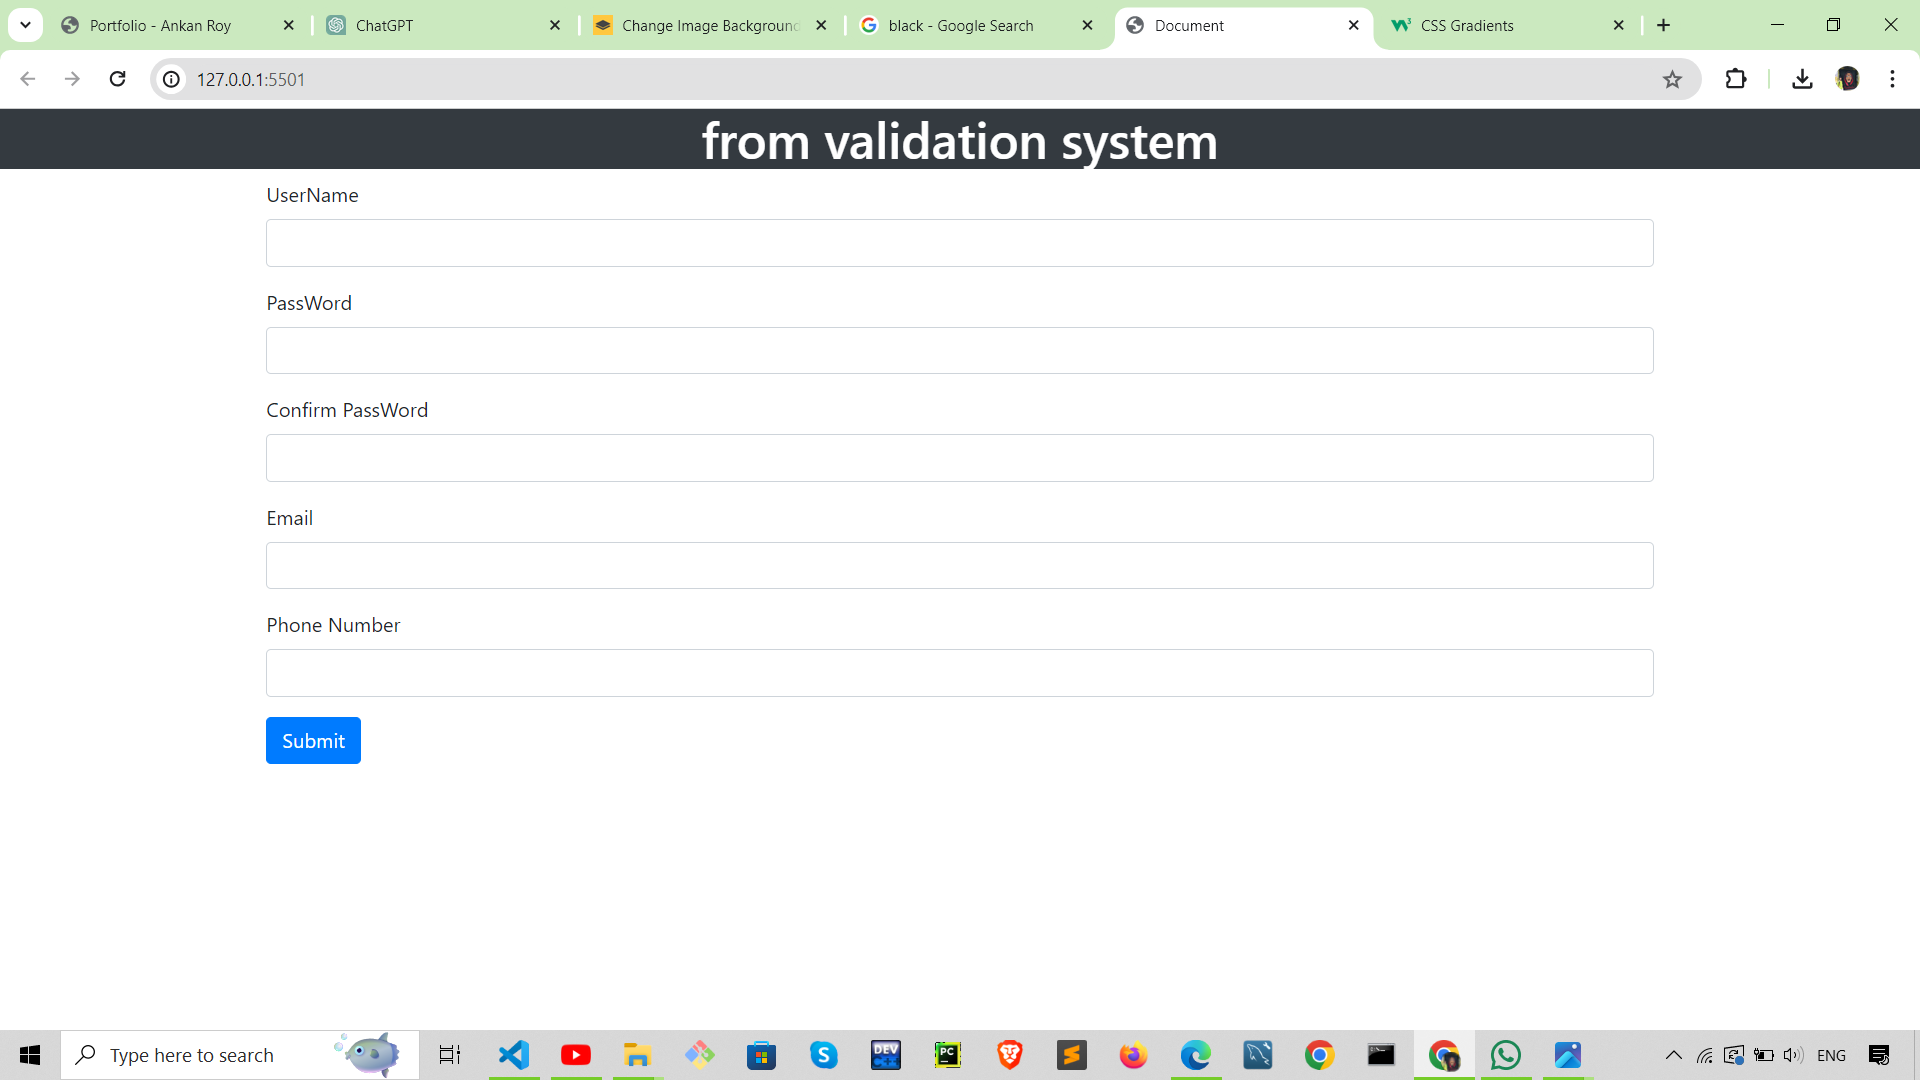 Portfolio - Ankan Roy
ChatGPT
Change Image Background
black - Google Search
Document
CSS Gradients
127.0.0.1:5501
from validation system
UserName
PassWord
Confirm PassWord
Email
Phone Number
Submit
Type here to search
DEV
C++
PC
ENG